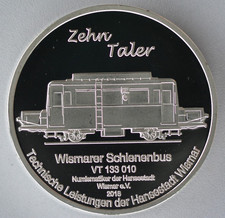 Zehn
Taler
Wismarer Schienenbus
VT 133 010
Numismatiker der Hansestadt
Wismar e.V.
2015
Technische Leistungen der Hansestadt Wismar